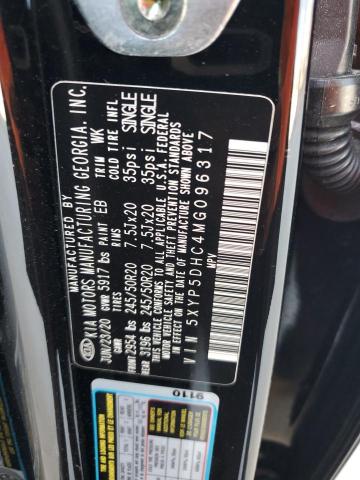 MANUFACTURED BY
KIA MOTORS MANUFACTURING GEORGIA, INC.
JUN/23/20 PAINT EB TRIM WK
GVWR 5917 lbs
TIRES RIMS COLD TIRE INFL
FRONT 2954 lbs 245/50R20 7.5Jx20 35psi SINGLE
REAR 3196 lbs 245/50R20 7.5Jx20 35psi SINGLE
THIS VEHICLE CONFORMS TO ALL APPLICABLE U.S.A. FEDERAL
MOTOR VEHICLE SAFETY AND THEFT PREVENTION STANDARDS
IN EFFECT ON THE DATE OF MANUFACTURE SHOWN ABOVE
VIN 5XYP5DHC4MG096317
MPV
9110